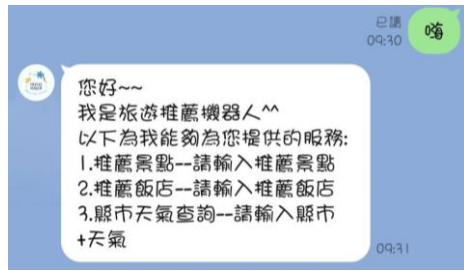 已讀
09:30
嗨
您好~~
我是旅遊推薦機器人^^
以下為我能夠為您提供的服務:
1.推薦景點--請輸入推薦景點
2.推薦飯店--請輸入推薦飯店
3.縣市天氣查詢--請輸入縣市
+天氣
09:31